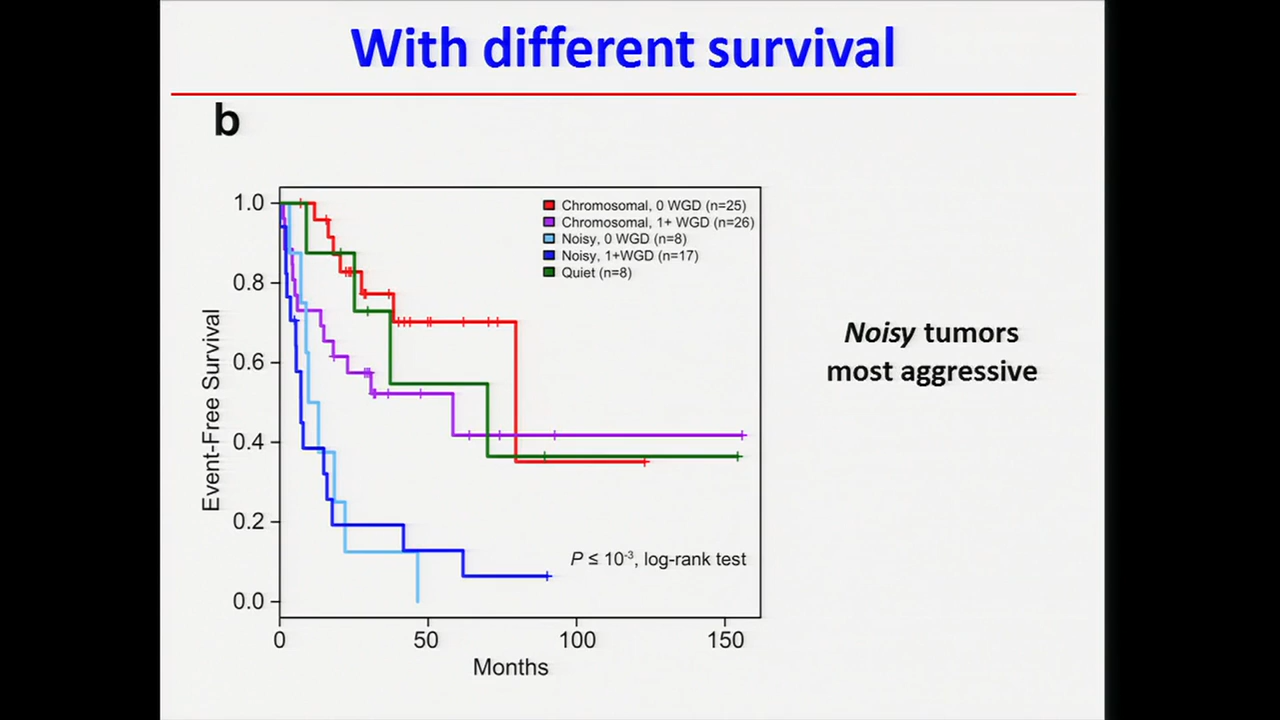 With different survival
b
Chromosomal, 0 WGD (n=25)
Chromosomal, 1+ WGD (n=26)
Noisy, 0 WGD (n=8)
Noisy, 1+WGD (n=17)
Quiet (n=8)
1.0
0.8
0.6
0.4
0.2
0.0
Event-Free Survival
P ≤ 10⁻³, log-rank test
0 50 100 150
Months
Noisy tumors
most aggressive